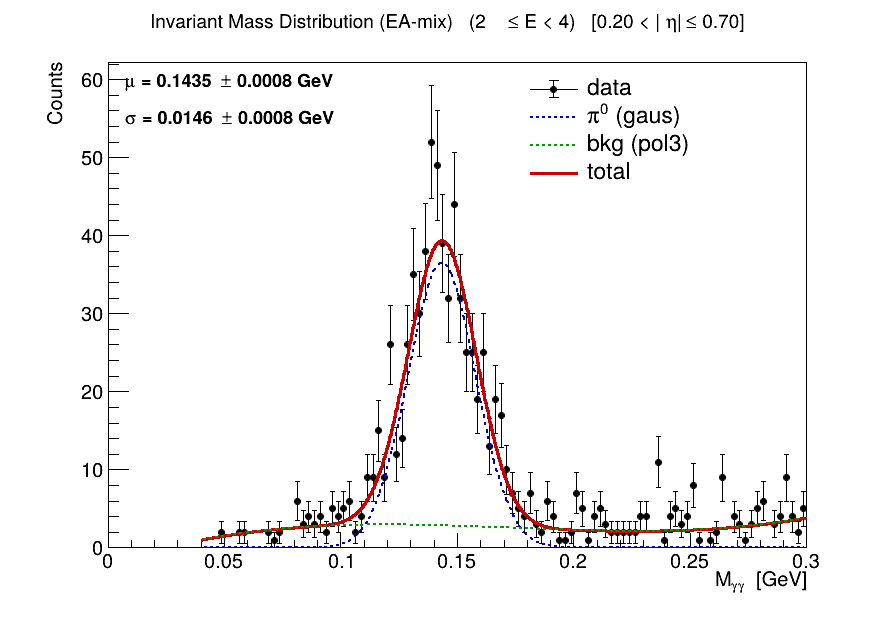 Invariant Mass Distribution (EA-mix) (2 ≤ E < 4) [0.20 < | η| ≤ 0.70]
Counts
μ = 0.1435 ± 0.0008 GeV
σ = 0.0146 ± 0.0008 GeV
data
π⁰ (gaus)
bkg (pol3)
total
60
50
40
30
20
10
0
0 0.05 0.1 0.15 0.2 0.25 0.3
Mγγ [GeV]